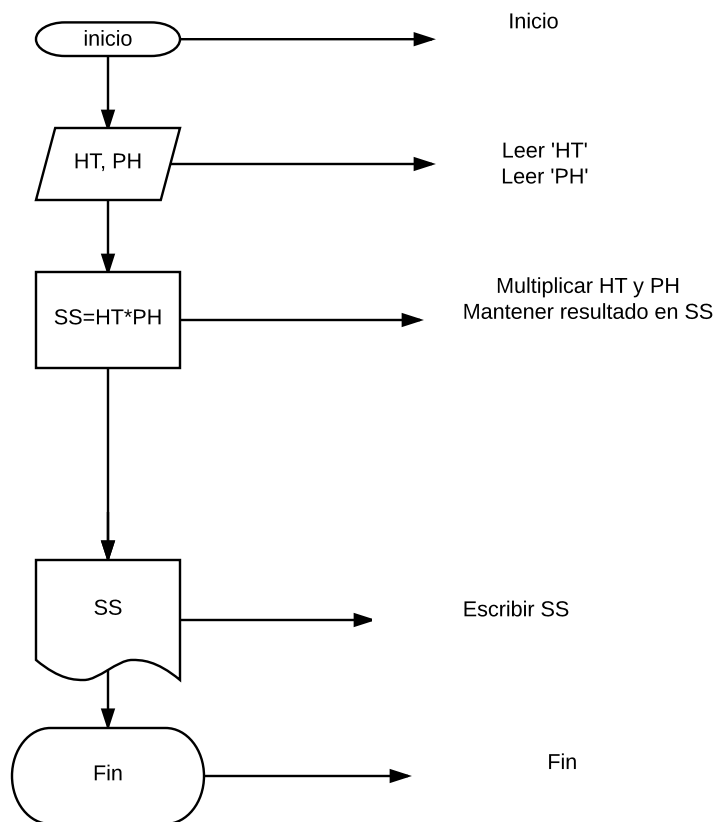 inicio
Inicio
HT, PH
Leer 'HT'
Leer 'PH'
SS=HT*PH
Multiplicar HT y PH
Mantener resultado en SS
SS
Escribir SS
Fin
Fin